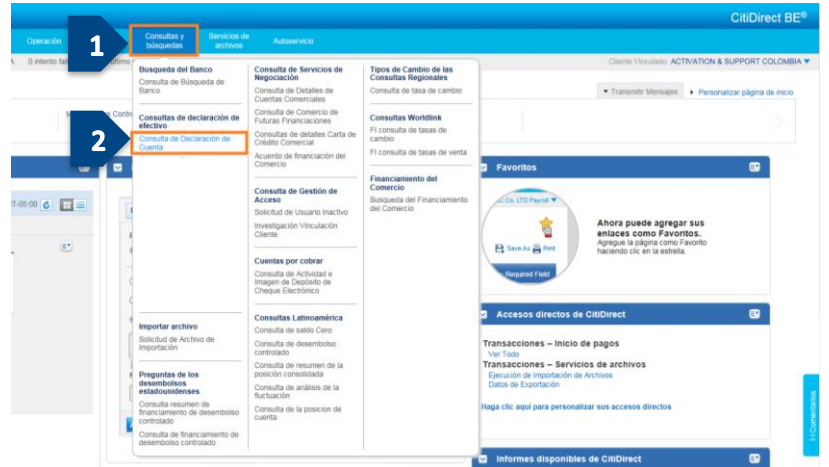 CitiDirect BE®
Operación
1
Consultas y
búsquedas
Servicios de
archivos
Autoservicio
0 intento
Cliente Vinculado: ACTIVATION & SUPPORT COLOMBIA
Transmitir Mensajes
Personalizar página de inicio
Busqueda del Banco
Consulta de Búsqueda de
Banco
Consultas de declaración de
efectivo
2
Consulta de Declaración de
Cuenta
Importar archivo
Solicitud de Archivo de
Importación
Preguntas de los
desembolsos
estadounidenses
Consulta resumen de
financiamiento de desembolso
controlado
Consulta de financiamiento de
desembolso controlado
Consulta de Servicios de
Negociación
Consulta de Detalles de
Cuentas Comerciales
Consulta de Comercio de
Futuras Financiaciones
Consultas de detalles Carta de
Crédito Comercial
Acuerdo de financiación del
Comercio
Consulta de Gestión de
Acceso
Solicitud de Usuario Inactivo
Investigación Vinculación
Cliente
Cuentas por cobrar
Consulta de Actividad e
Imagen de Depósito de
Cheque Electrónico
Consultas Latinoamérica
Consulta de saldo Cero
Consulta de desembolso
controlado
Consulta de resumen de la
posición consolidada
Consulta de análisis de la
fluctuación
Consulta de la posicion de
cuenta
Tipos de Cambio de las
Consultas Regionales
Consulta de tasa de cambio
Consultas Worldlink
FI consulta de tasas de
cambio
FI consulta de tasas de venta
Financiamiento del
Comercio
Busqueda del Financiamiento
del Comercio
Favoritos
Co. LTD Payroll
Save As
Print
Required Field
Ahora puede agregar sus
enlaces como Favoritos.
Agregue la página como Favorito
haciendo clic en la estrella.
Accesos directos de CitiDirect
Transacciones – Inicio de pagos
Ver Todo
Transacciones – Servicios de archivos
Ejecución de Importación de Archivos
Datos de Exportación
Haga clic aquí para personalizar sus accesos directos
Informes disponibles de CitiDirect
Comentarios